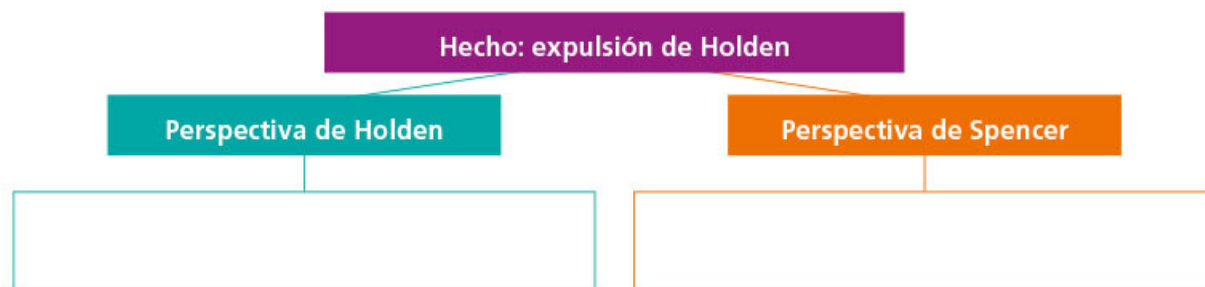 Hecho: expulsión de Holden
Perspectiva de Holden
Perspectiva de Spencer